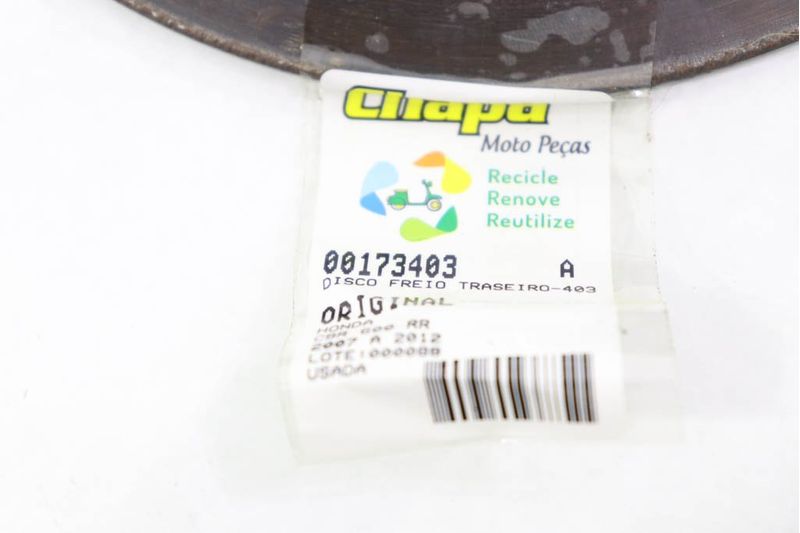 Chapa
Moto Peças
Recicle
Renove
Reutilize
00173403 A
DISCO FREIO TRASEIRO-403
ORIGINAL
HONDA
CBR 600 RR
2007 A 2012
LOTE:000088
USADA